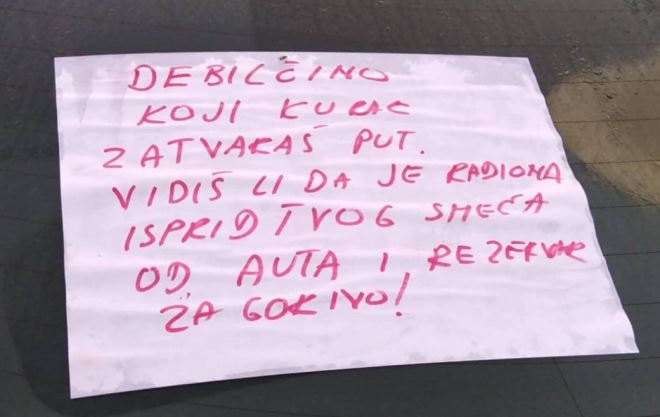 DEBILČINO
KOJI KURAC
ZATVARAŠ PUT.
VIDIŠ LI DA JE RADIONA
ISPRID TVOG SMEĆA
OD AUTA I REZERVAR
ZA GORIVO!